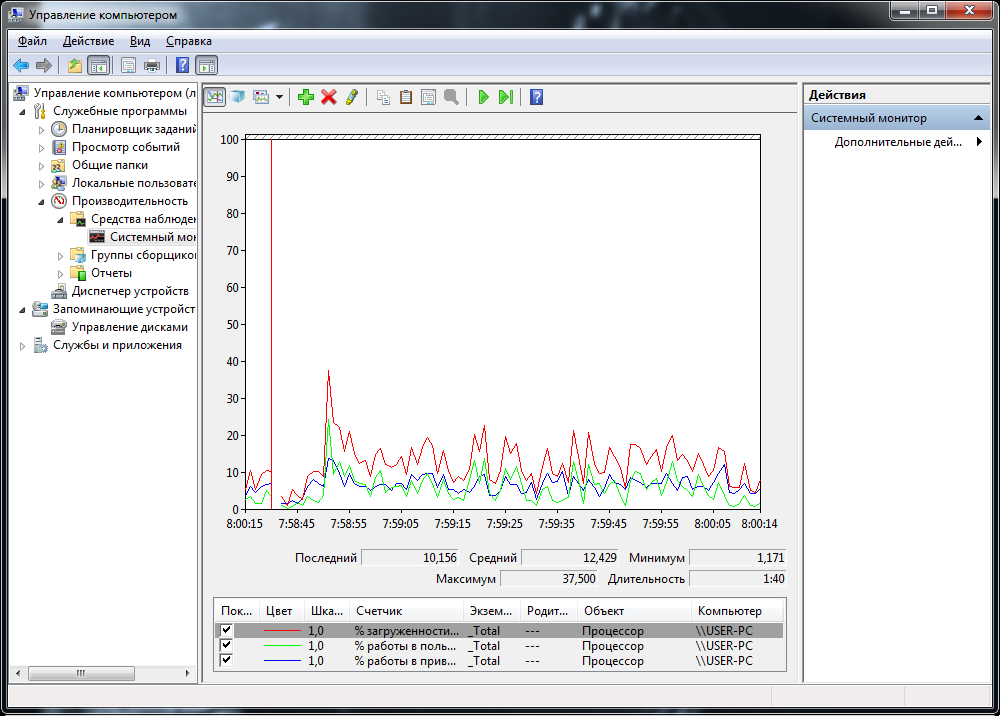 Управление компьютером
Файл Действие Вид Справка
Управление компьютером (л
Служебные программы
Планировщик заданий
Просмотр событий
Общие папки
Локальные пользовате
Производительность
Средства наблюден
Системный мон
Группы сборщико
Отчеты
Диспетчер устройств
Запоминающие устройст
Управление дисками
Службы и приложения
100
90
80
70
60
50
40
30
20
10
0
8:00:15 7:58:45 7:58:55 7:59:05 7:59:15 7:59:25 7:59:35 7:59:45 7:59:55 8:00:05 8:00:14
Последний 10,156 Средний 12,429 Минимум 1,171
Максимум 37,500 Длительность 1:40
Пок... Цвет Шка... Счетчик Экзем... Родит... Объект Компьютер
1,0 % загруженности... _Total --- Процессор \\USER-PC
1,0 % работы в поль... _Total --- Процессор \\USER-PC
1,0 % работы в прив... _Total --- Процессор \\USER-PC
Действия
Системный монитор
Дополнительные дей...